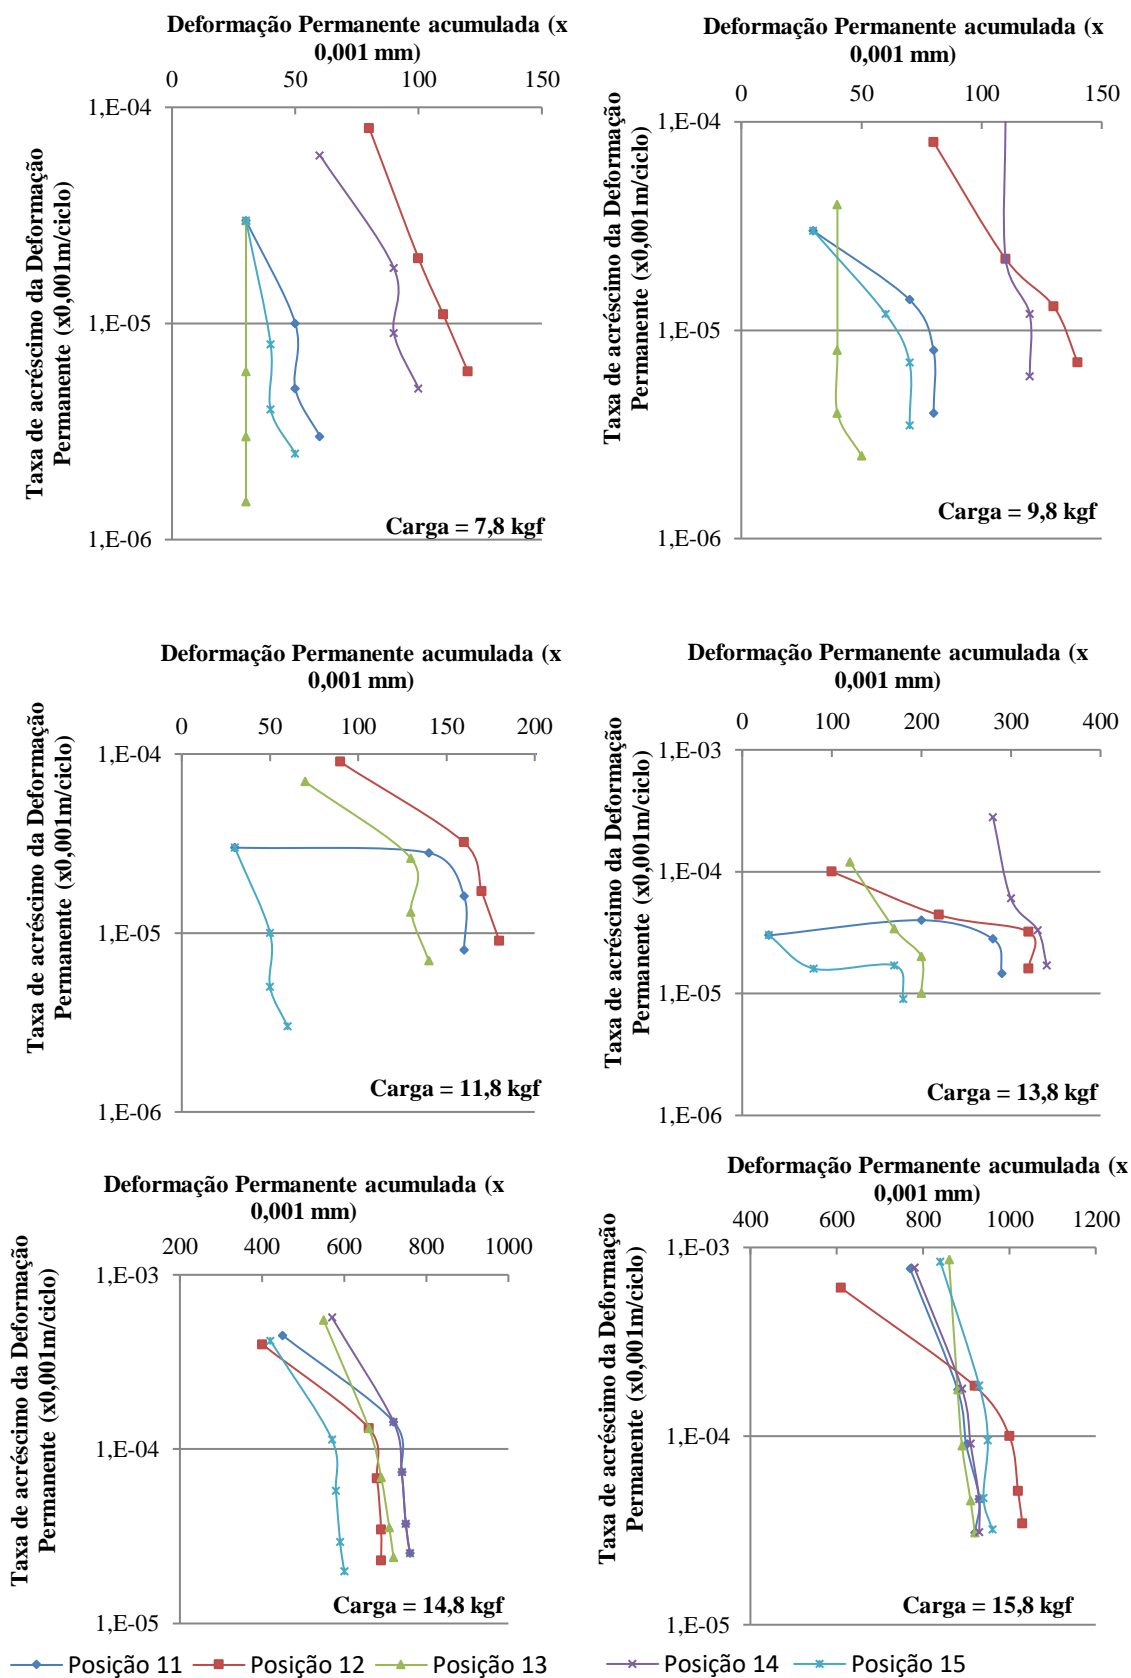 Deformação Permanente acumulada (x
0,001 mm)
0 50 100 150
Taxa de acréscimo da Deformação
Permanente (x0,001m/ciclo)
1,E-04
1,E-05
1,E-06
Carga = 7,8 kgf
Deformação Permanente acumulada (x
0,001 mm)
0 50 100 150
Taxa de acréscimo da Deformação
Permanente (x0,001m/ciclo)
1,E-04
1,E-05
1,E-06
Carga = 9,8 kgf
Deformação Permanente acumulada (x
0,001 mm)
0 50 100 150 200
Taxa de acréscimo da Deformação
Permanente (x0,001m/ciclo)
1,E-04
1,E-05
1,E-06
Carga = 11,8 kgf
Deformação Permanente acumulada (x
0,001 mm)
0 100 200 300 400
Taxa de acréscimo da Deformação
Permanente (x0,001m/ciclo)
1,E-03
1,E-04
1,E-05
1,E-06
Carga = 13,8 kgf
Deformação Permanente acumulada (x
0,001 mm)
200 400 600 800 1000
Taxa de acréscimo da Deformação
Permanente (x0,001m/ciclo)
1,E-03
1,E-04
1,E-05
Carga = 14,8 kgf
Deformação Permanente acumulada (x
0,001 mm)
400 600 800 1000 1200
Taxa de acréscimo da Deformação
Permanente (x0,001m/ciclo)
1,E-03
1,E-04
1,E-05
Carga = 15,8 kgf
Posição 11 Posição 12 Posição 13 Posição 14 Posição 15